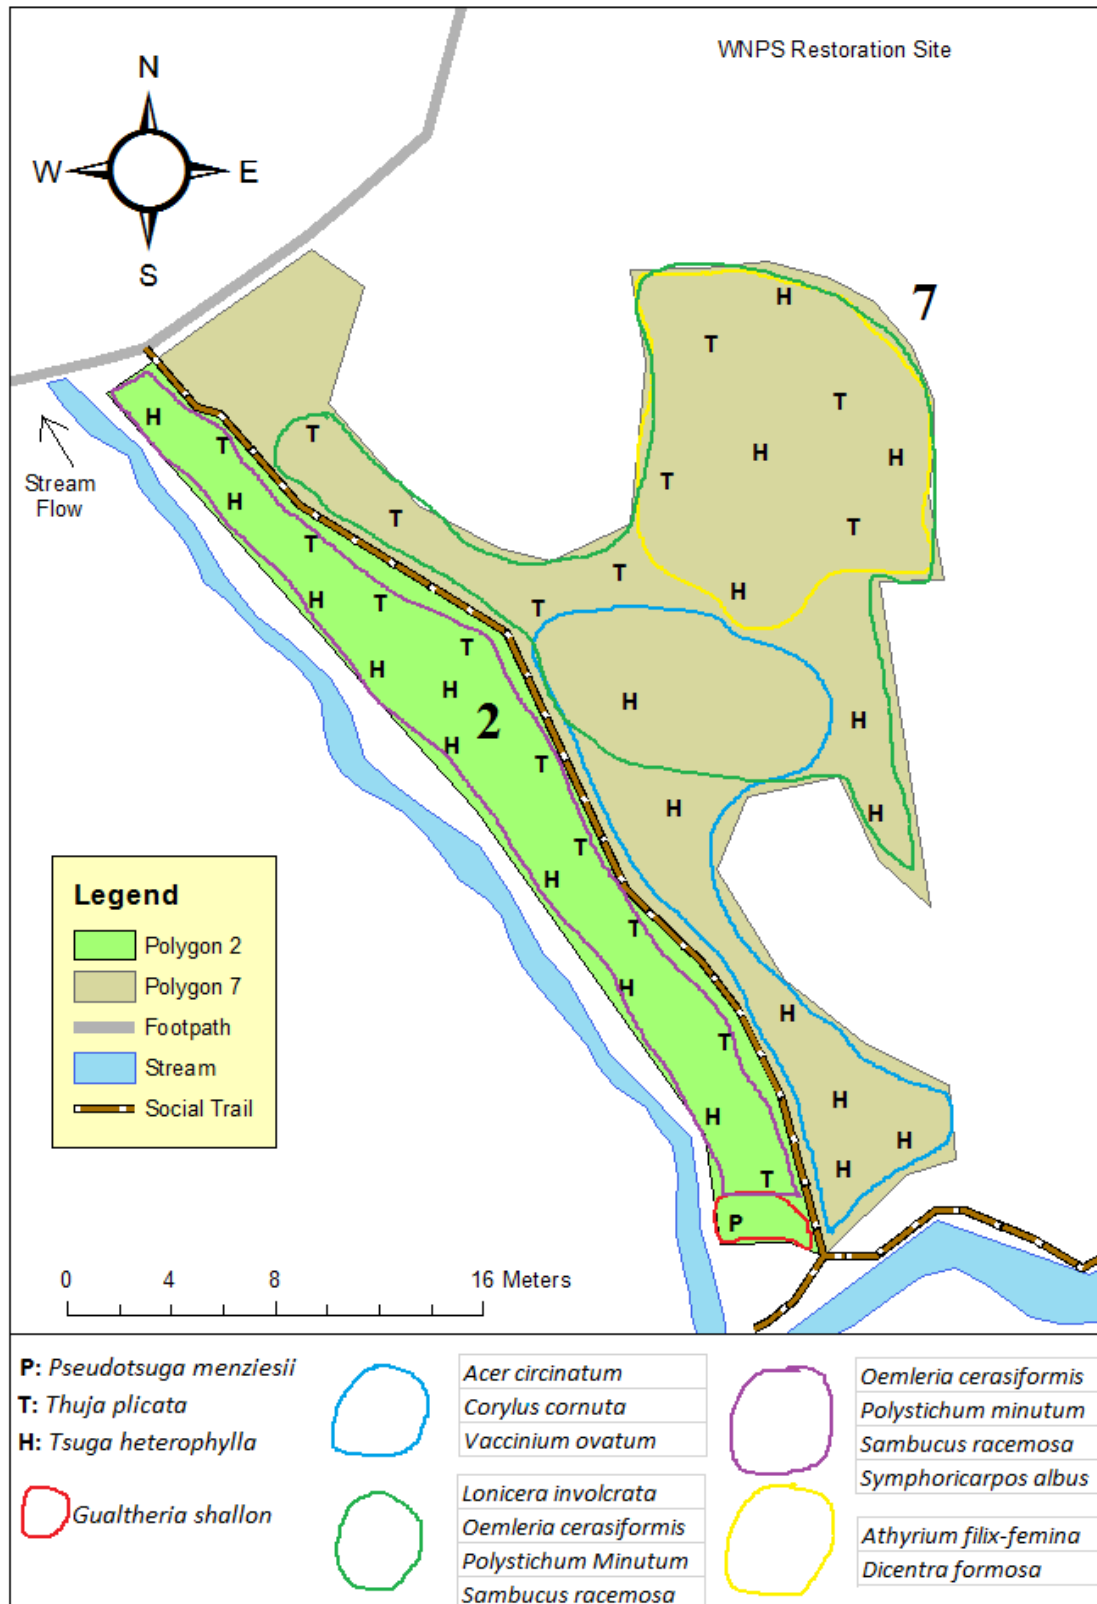 WNPS Restoration Site
N
W E
S
7
H
T
T
H
T
T
H
H
H
T
T
T
Stream
Flow
H
T
T
T
H
T
H
T
H
T
H
T
H
2
H
H
H
T
H
H
T
H
T
H
T
H
H
H
H
T
H
H
T
P
Legend
Polygon 2
Polygon 7
Footpath
Stream
Social Trail
0 4 8 16 Meters
P: Pseudotsuga menziesii
T: Thuja plicata
H: Tsuga heterophylla
Gualtheria shallon
Acer circinatum
Corylus cornuta
Vaccinium ovatum
Lonicera involcrata
Oemleria cerasiformis
Polystichum Minutum
Sambucus racemosa
Oemleria cerasiformis
Polystichum minutum
Sambucus racemosa
Symphoricarpos albus
Athyrium filix-femina
Dicentra formosa